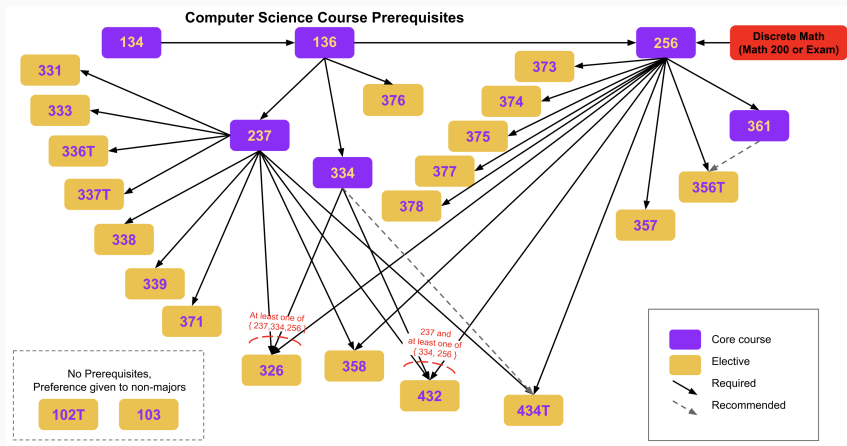 Computer Science Course Prerequisites
134
136
256
Discrete Math
(Math 200 or Exam)
331
373
376
374
333
361
237
375
336T
334
377
356T
337T
378
357
338
339
371
At least one of
{ 237,334,256}
237 and
at least one of
{ 334, 256 }
326
358
432
434T
No Prerequisites,
Preference given to non-majors
102T
103
Core course
Elective
Required
Recommended